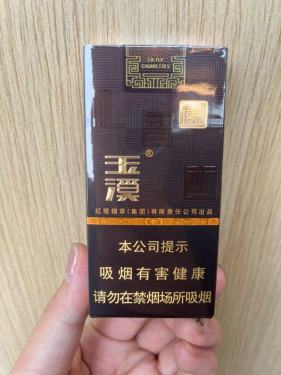 CIGARETTES
玉溪®
红塔烟草(集团)有限责任公司出品
本公司提示
吸烟有害健康
请勿在禁烟场所吸烟